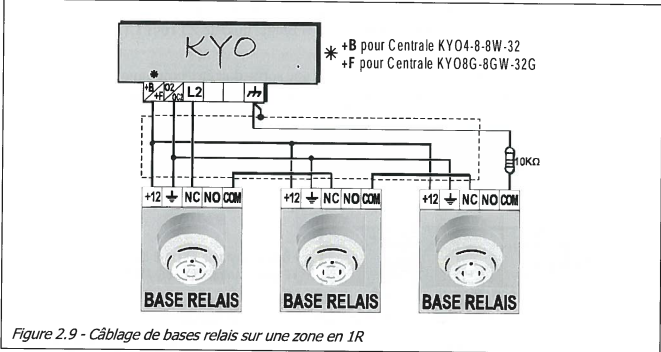 KYO
* +B pour Centrale KYO4-8-8W-32
+F pour Centrale KYO8G-8GW-32G
*
+B +F O2 OC2 L2
10KΩ
+12 NC NO COM +12 NC NO COM +12 NC NO COM
BASE RELAIS BASE RELAIS BASE RELAIS
Figure 2.9 - Câblage de bases relais sur une zone en 1R